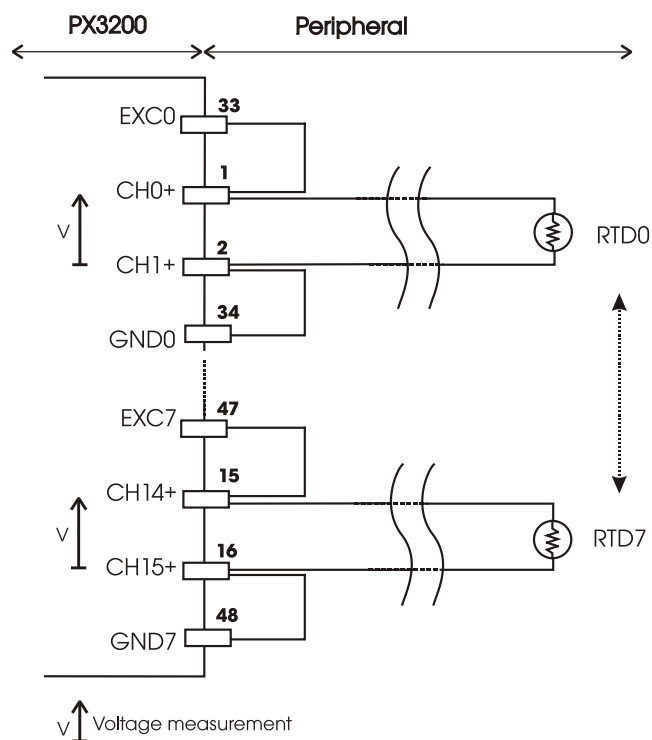 PX3200 Peripheral
EXC0 33
CH0+ 1
V
CH1+ 2
RTD0
GND0 34
EXC7 47
CH14+ 15
V
CH15+ 16
RTD7
GND7 48
V Voltage measurement